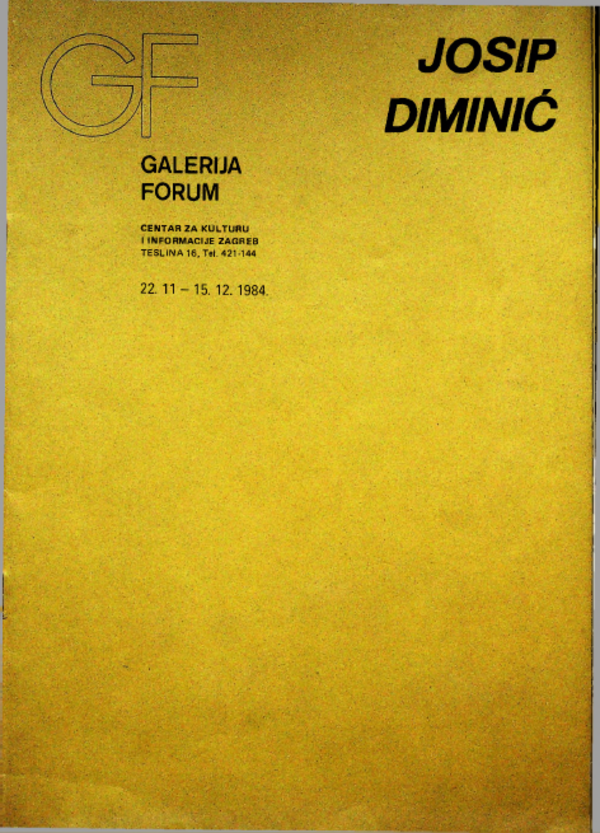 GF
JOSIP
DIMINIĆ
GALERIJA
FORUM
CENTAR ZA KULTURU
I INFORMACIJE ZAGREB
TESLINA 16, Tel. 421-144
22. 11 – 15. 12. 1984.